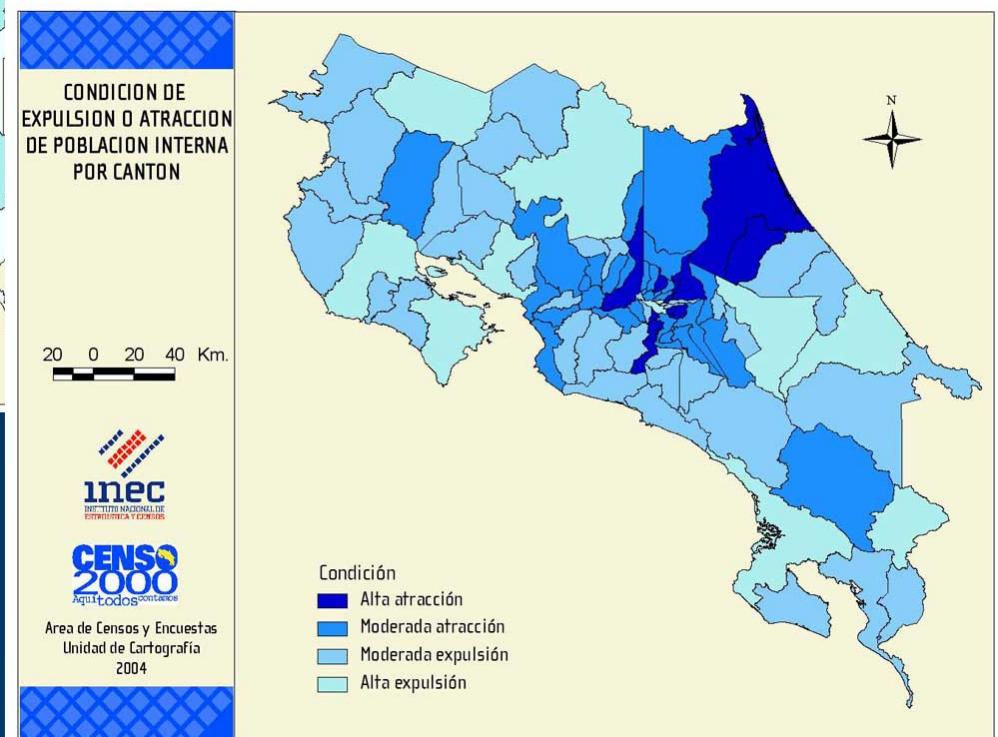 CONDICION DE
EXPULSION O ATRACCION
DE POBLACION INTERNA
POR CANTON
20 0 20 40 Km.
inec
INSTITUTO NACIONAL DE
ESTADISTICA Y CENSOS
CENSO
2000
Aquí todos contamos
Area de Censos y Encuestas
Unidad de Cartografía
2004
N
Condición
Alta atracción
Moderada atracción
Moderada expulsión
Alta expulsión